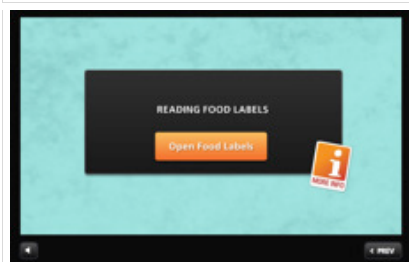 READING FOOD LABELS
Open Food Labels
i
MORE INFO
< PREV